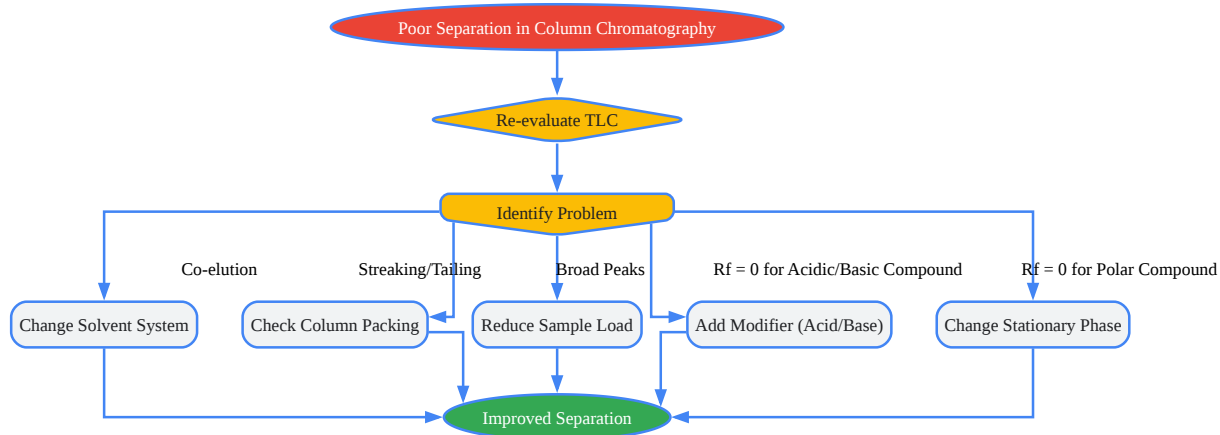 Poor Separation in Column Chromatography
Re-evaluate TLC
Identify Problem
Co-elution
Streaking/Tailing
Broad Peaks
Rf = 0 for Acidic/Basic Compound
Rf = 0 for Polar Compound
Change Solvent System
Check Column Packing
Reduce Sample Load
Add Modifier (Acid/Base)
Change Stationary Phase
Improved Separation